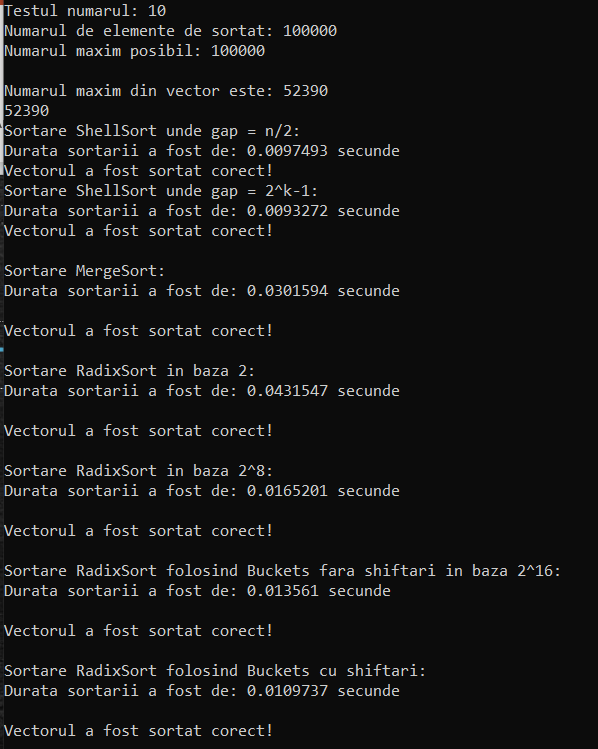 Testul numarul: 10
Numarul de elemente de sortat: 100000
Numarul maxim posibil: 100000
Numarul maxim din vector este: 52390
52390
Sortare ShellSort unde gap = n/2:
Durata sortarii a fost de: 0.0097493 secunde
Vectorul a fost sortat corect!
Sortare ShellSort unde gap = 2^k-1:
Durata sortarii a fost de: 0.0093272 secunde
Vectorul a fost sortat corect!
Sortare MergeSort:
Durata sortarii a fost de: 0.0301594 secunde
Vectorul a fost sortat corect!
Sortare RadixSort in baza 2:
Durata sortarii a fost de: 0.0431547 secunde
Vectorul a fost sortat corect!
Sortare RadixSort in baza 2^8:
Durata sortarii a fost de: 0.0165201 secunde
Vectorul a fost sortat corect!
Sortare RadixSort folosind Buckets fara shiftari in baza 2^16:
Durata sortarii a fost de: 0.013561 secunde
Vectorul a fost sortat corect!
Sortare RadixSort folosind Buckets cu shiftari:
Durata sortarii a fost de: 0.0109737 secunde
Vectorul a fost sortat corect!